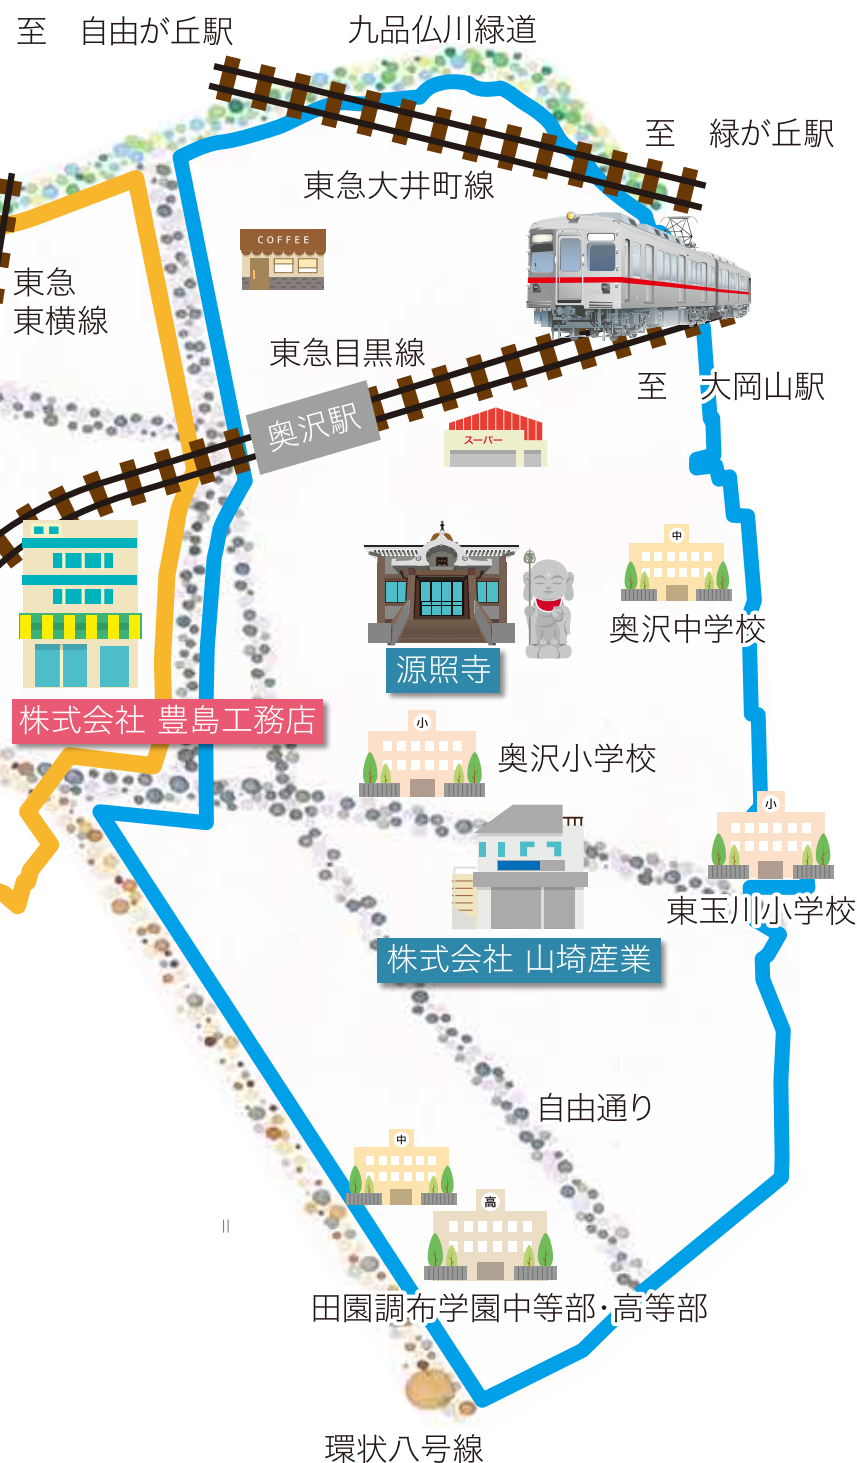 至　自由が丘駅
九品仏川緑道
至　緑が丘駅
東急大井町線
COFFEE
東急
東横線
東急目黒線
至　大岡山駅
奥沢駅
スーパー
中
奥沢中学校
源照寺
株式会社 豊島工務店
小
奥沢小学校
小
東玉川小学校
株式会社 山埼産業
自由通り
中
高
田園調布学園中等部・高等部
環状八号線